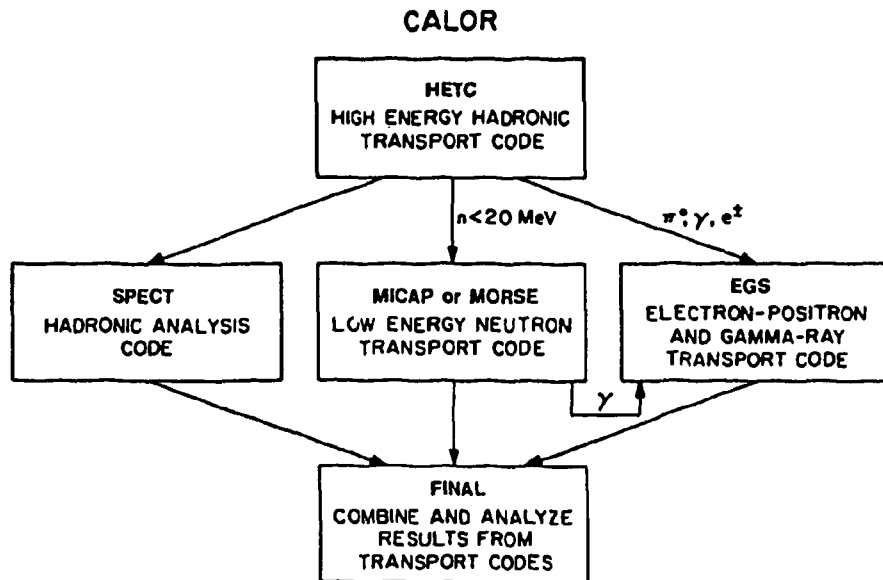 CALOR
HETC
HIGH ENERGY HADRONIC
TRANSPORT CODE
n<20 MeV
π°, γ, e±
SPECT
HADRONIC ANALYSIS
CODE
MICAP or MORSE
LOW ENERGY NEUTRON
TRANSPORT CODE
EGS
ELECTRON-POSITRON
AND GAMMA-RAY
TRANSPORT CODE
γ
FINAL
COMBINE AND ANALYZE
RESULTS FROM
TRANSPORT CODES